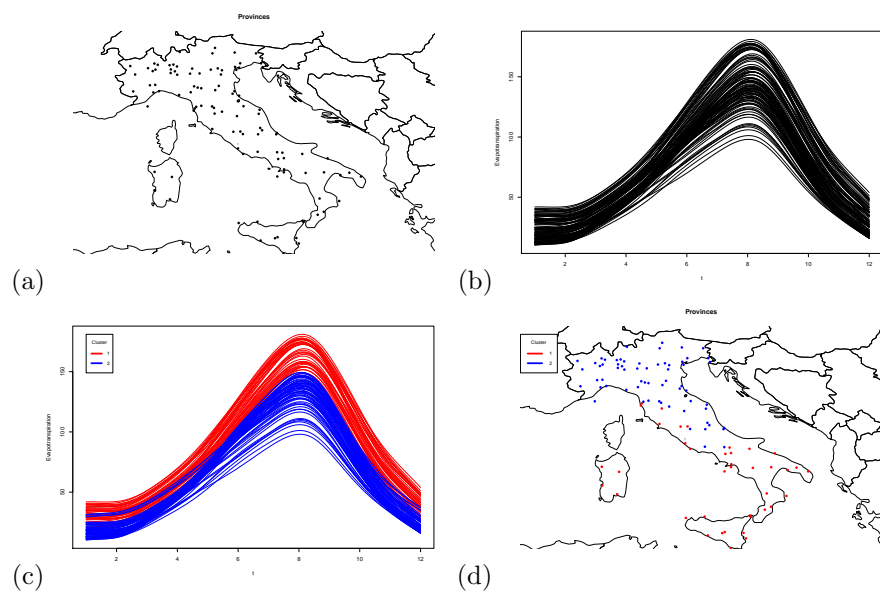 Provinces
(a)
150
100
50
Evapotranspiration
2
4
6
8
10
12
t
(b)
Cluster
1
2
150
100
50
Evapotranspiration
2
4
6
8
10
12
t
(c)
Provinces
Cluster
1
2
(d)